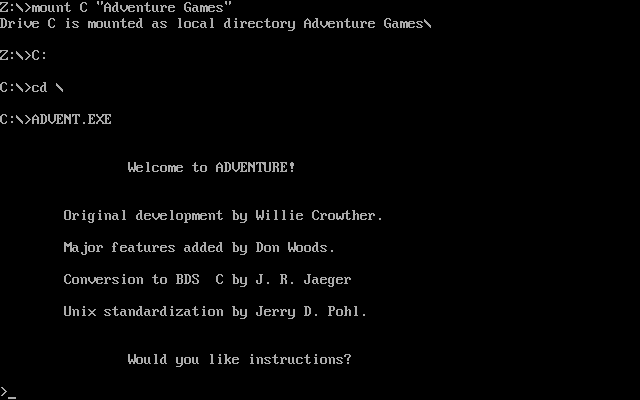 Z:\>mount C "Adventure Games"
Drive C is mounted as local directory Adventure Games\
Z:\>C:
C:\>cd \
C:\>ADVENT.EXE
Welcome to ADVENTURE!
Original development by Willie Crowther.
Major features added by Don Woods.
Conversion to BDS  C by J. R. Jaeger
Unix standardization by Jerry D. Pohl.
Would you like instructions?
>_